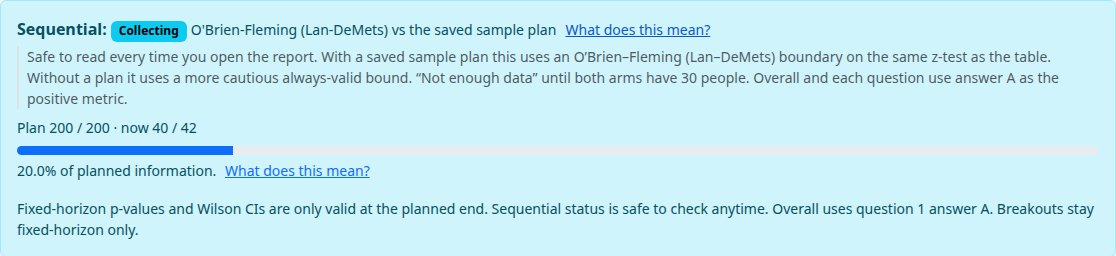 Sequential: Collecting O'Brien-Fleming (Lan-DeMets) vs the saved sample plan What does this mean?
Safe to read every time you open the report. With a saved sample plan this uses an O’Brien–Fleming (Lan–DeMets) boundary on the same z-test as the table.
Without a plan it uses a more cautious always-valid bound. “Not enough data” until both arms have 30 people. Overall and each question use answer A as the
positive metric.
Plan 200 / 200 · now 40 / 42
20.0% of planned information. What does this mean?
Fixed-horizon p-values and Wilson CIs are only valid at the planned end. Sequential status is safe to check anytime. Overall uses question 1 answer A. Breakouts stay
fixed-horizon only.